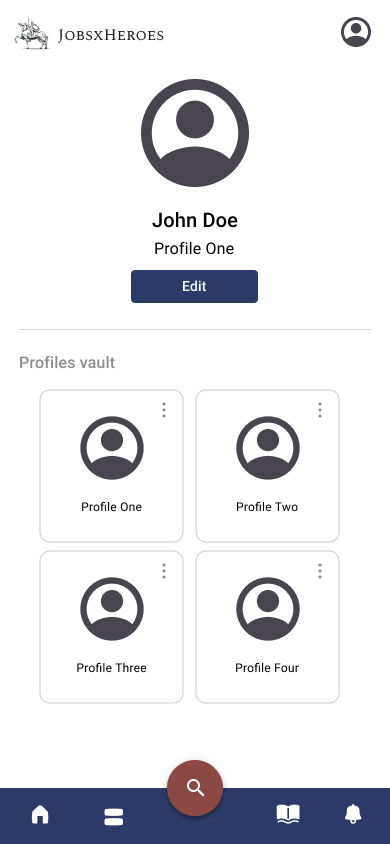 JobsxHeroes
John Doe
Profile One
Edit
Profiles vault
Profile One
Profile Two
Profile Three
Profile Four